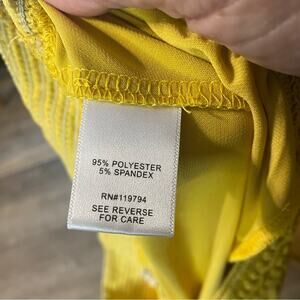 95% POLYESTER
5% SPANDEX
RN#119794
SEE REVERSE
FOR CARE